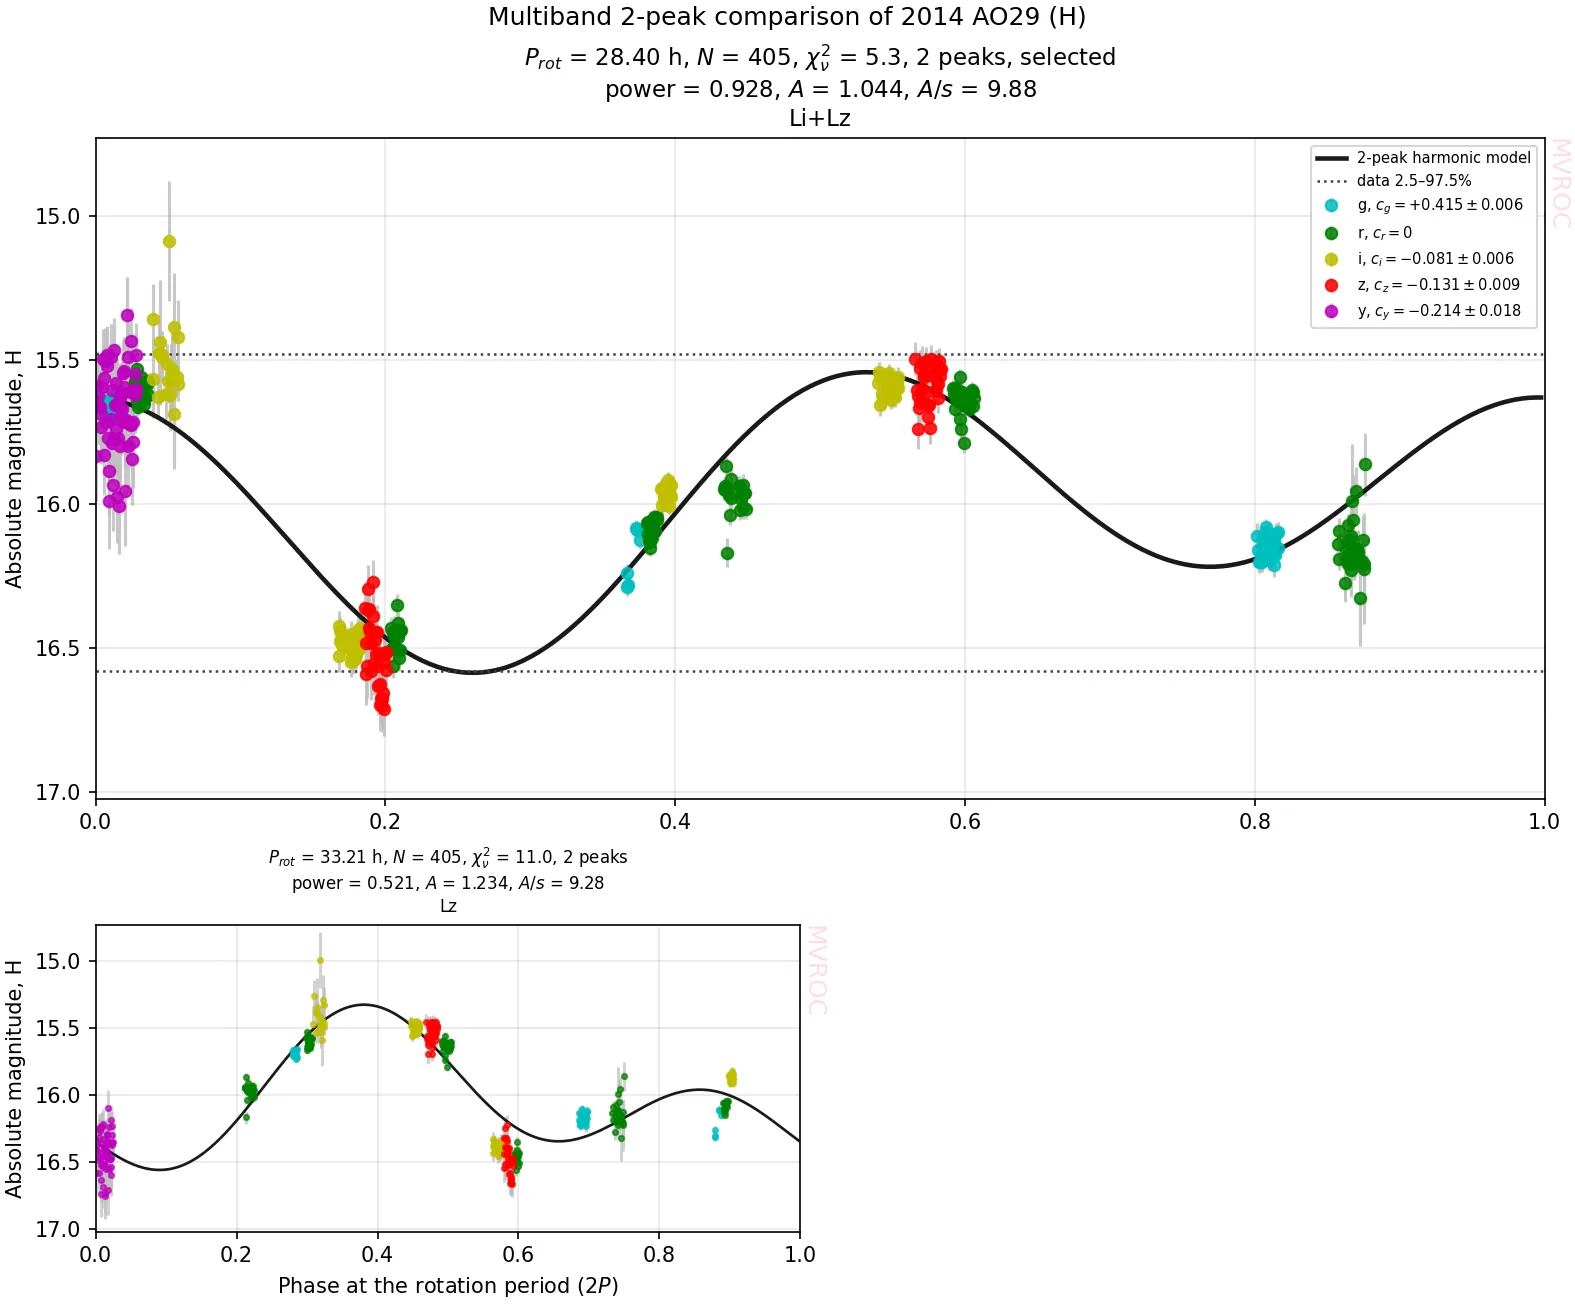 Multiband 2-peak comparison of 2014 AO29 (H)
P_rot = 28.40 h, N = 405, χ²_ν = 5.3, 2 peaks, selected
power = 0.928, A = 1.044, A/s = 9.88
Li+Lz
MVROC
2-peak harmonic model
data 2.5–97.5%
g, c_g = +0.415 ± 0.006
r, c_r = 0
i, c_i = −0.081 ± 0.006
z, c_z = −0.131 ± 0.009
y, c_y = −0.214 ± 0.018
Absolute magnitude, H
15.0
15.5
16.0
16.5
17.0
0.0 0.2 0.4 0.6 0.8 1.0
P_rot = 33.21 h, N = 405, χ²_ν = 11.0, 2 peaks
power = 0.521, A = 1.234, A/s = 9.28
Lz
MVROC
Absolute magnitude, H
15.0
15.5
16.0
16.5
17.0
0.0 0.2 0.4 0.6 0.8 1.0
Phase at the rotation period (2P)